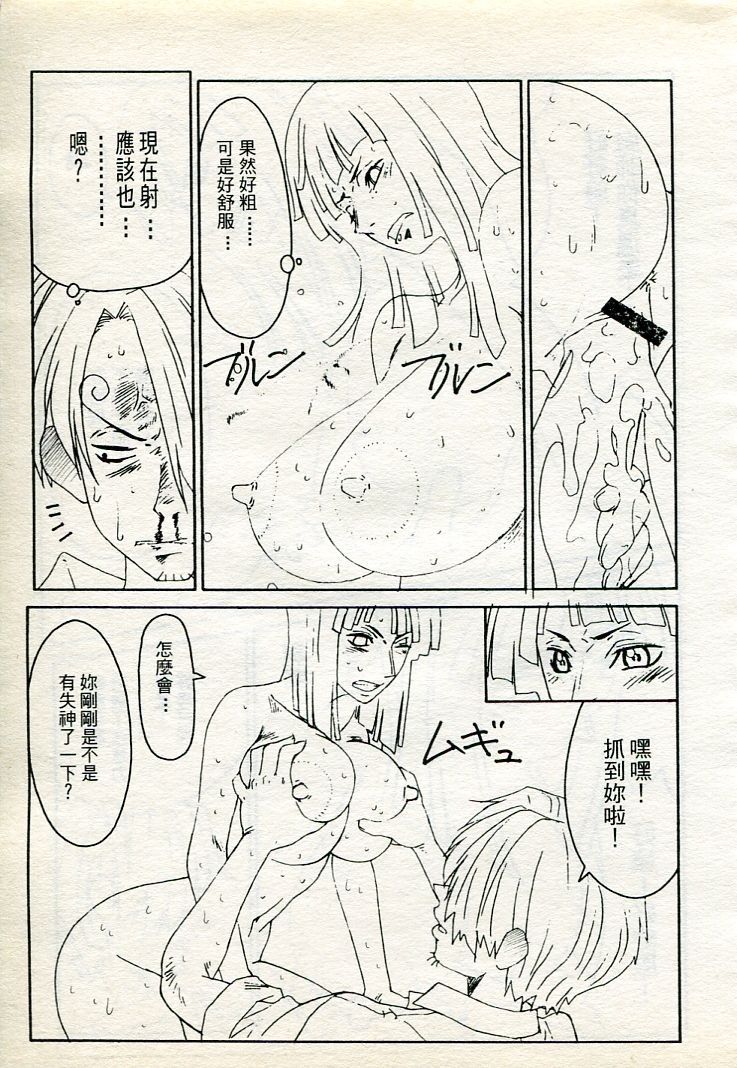 果然好粗……
可是好舒服…
ブルン
ブルン
現在射…
應該也…
…………
嗯？
嘿嘿！
抓到妳啦！
ムギュ
怎麼會…
妳剛剛是不是
有失神了一下？